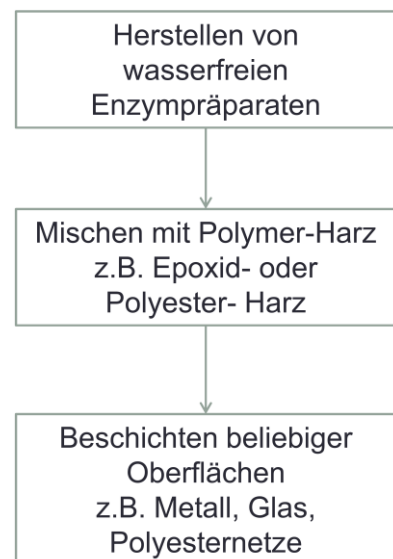 Herstellen von
wasserfreien
Enzympräparaten
Mischen mit Polymer-Harz
z.B. Epoxid- oder
Polyester- Harz
Beschichten beliebiger
Oberflächen
z.B. Metall, Glas,
Polyesternetze